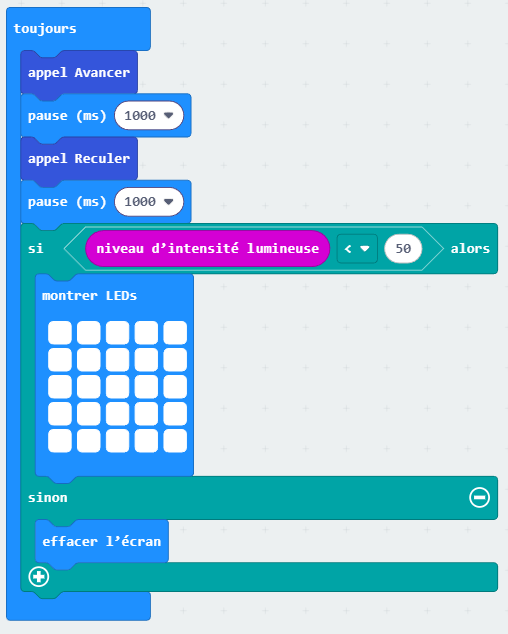 toujours
appel Avancer
pause (ms) 1000
appel Reculer
pause (ms) 1000
si niveau d'intensité lumineuse < 50 alors
montrer LEDs
sinon
effacer l'écran